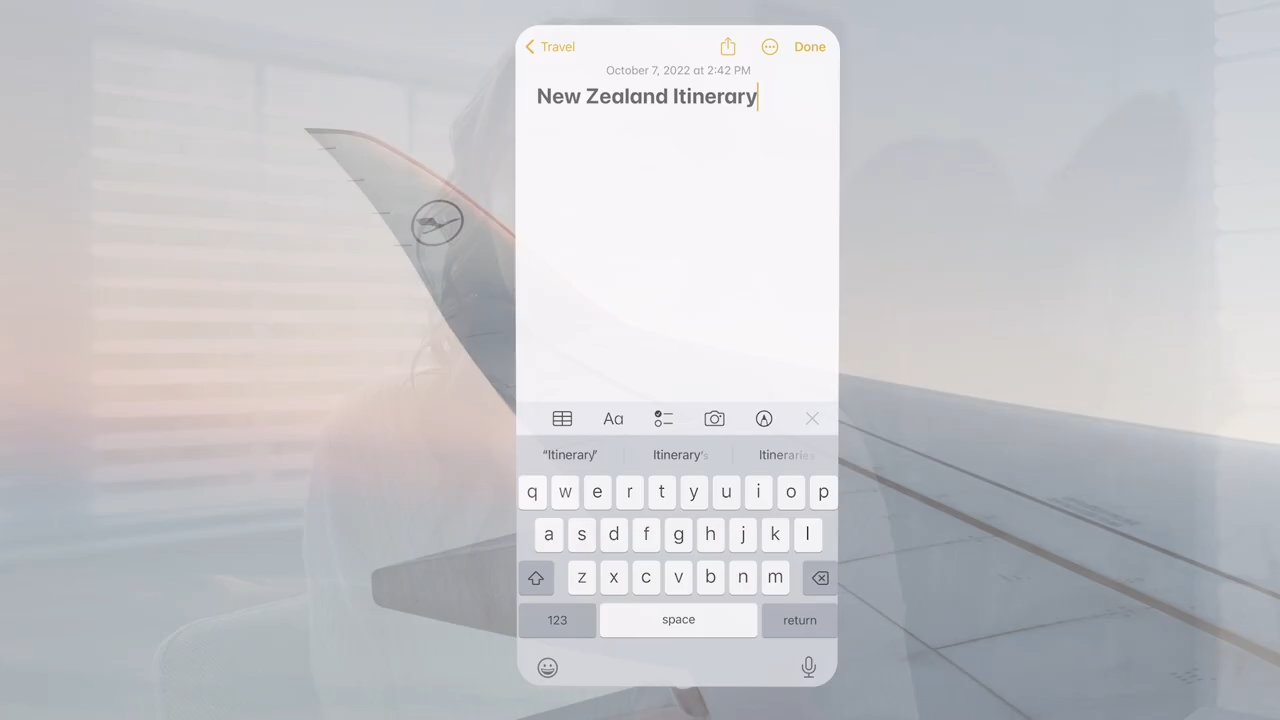 Travel
Done
October 7, 2022 at 2:42 PM
New Zealand Itinerary
Aa
“Itinerary” Itinerary's Itineraries
q w e r t y u i o p
a s d f g h j k l
z x c v b n m
123 space return